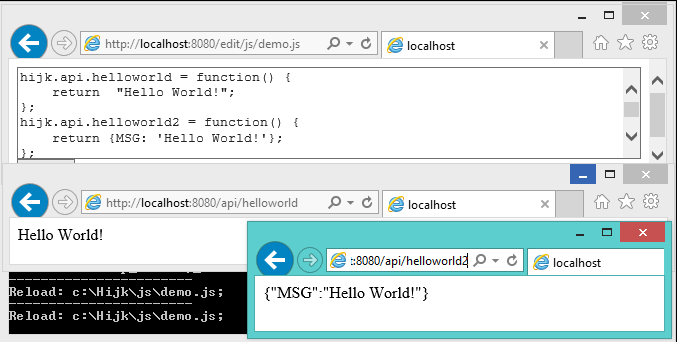 http://localhost:8080/edit/js/demo.js
localhost
hijk.api.helloworld = function() {
    return  "Hello World!";
};
hijk.api.helloworld2 = function() {
    return {MSG: 'Hello World!'};
};
http://localhost:8080/api/helloworld
localhost
Hello World!
:8080/api/helloworld2
localhost
{"MSG":"Hello World!"}
Reload: c:\Hijk\js\demo.js;
-----------------------
Reload: c:\Hijk\js\demo.js;